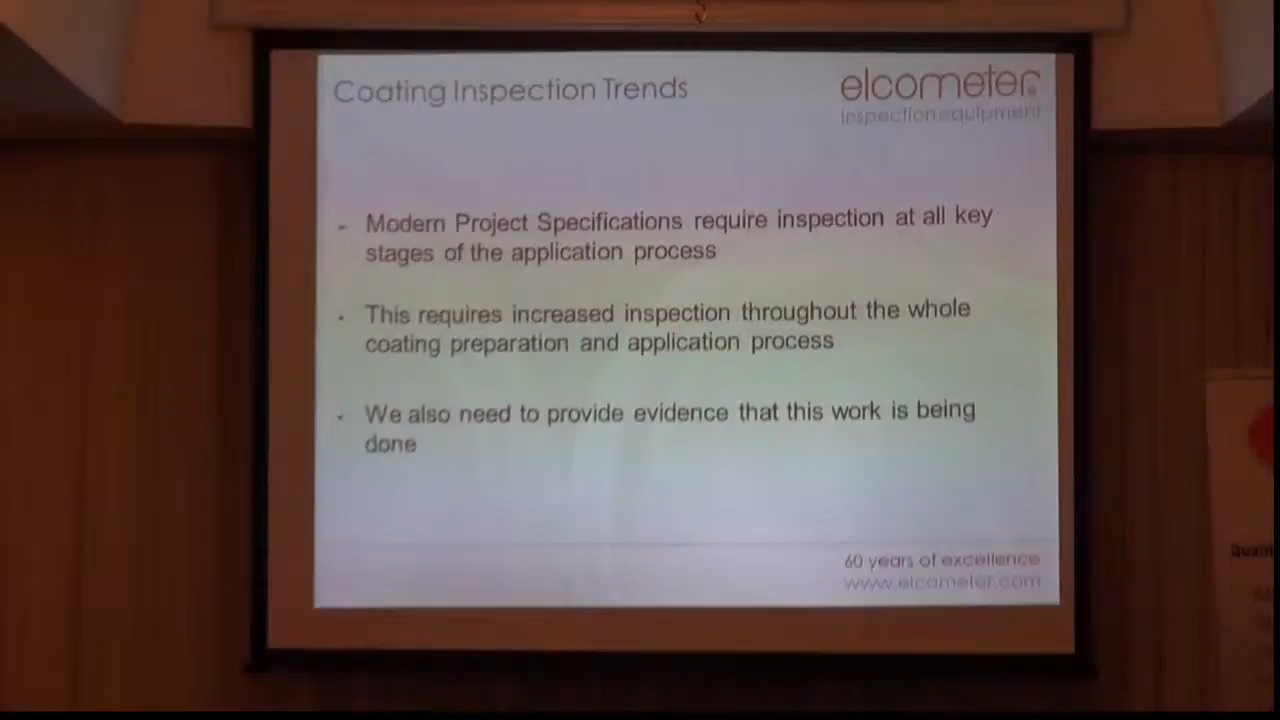 Coating Inspection Trends
elcometer
inspection equipment
- Modern Project Specifications require inspection at all key
stages of the application process
- This requires increased inspection throughout the whole
coating preparation and application process
- We also need to provide evidence that this work is being
done
60 years of excellence
www.elcometer.com